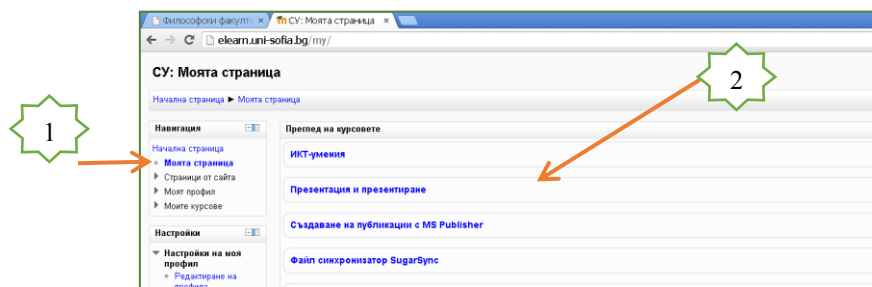 Философски факулте
СУ: Моята страница
elearn.uni-sofia.bg/my/
СУ: Моята страница
Начална страница ► Моята страница
1
2
Навигация
Начална страница
Моята страница
Страници от сайта
Моят профил
Моите курсове
Настройки
Настройки на моя
профил
Редактиране на
профила
Преглед на курсовете
ИКТ-умения
Презентация и презентиране
Създаване на публикации с MS Publisher
Файл синхронизатор SugarSync